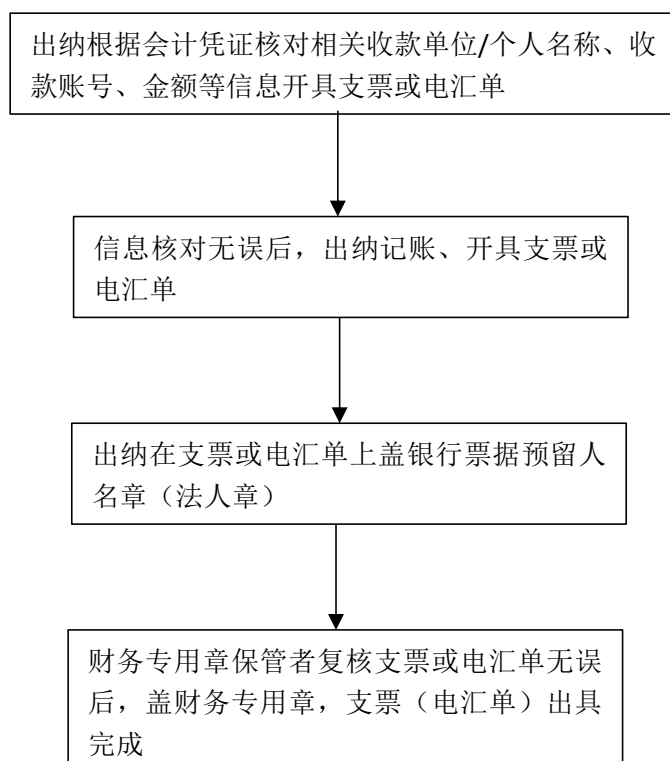 出纳根据会计凭证核对相关收款单位/个人名称、收
款账号、金额等信息开具支票或电汇单
信息核对无误后，出纳记账、开具支票或
电汇单
出纳在支票或电汇单上盖银行票据预留人
名章（法人章）
财务专用章保管者复核支票或电汇单无误
后，盖财务专用章，支票（电汇单）出具
完成